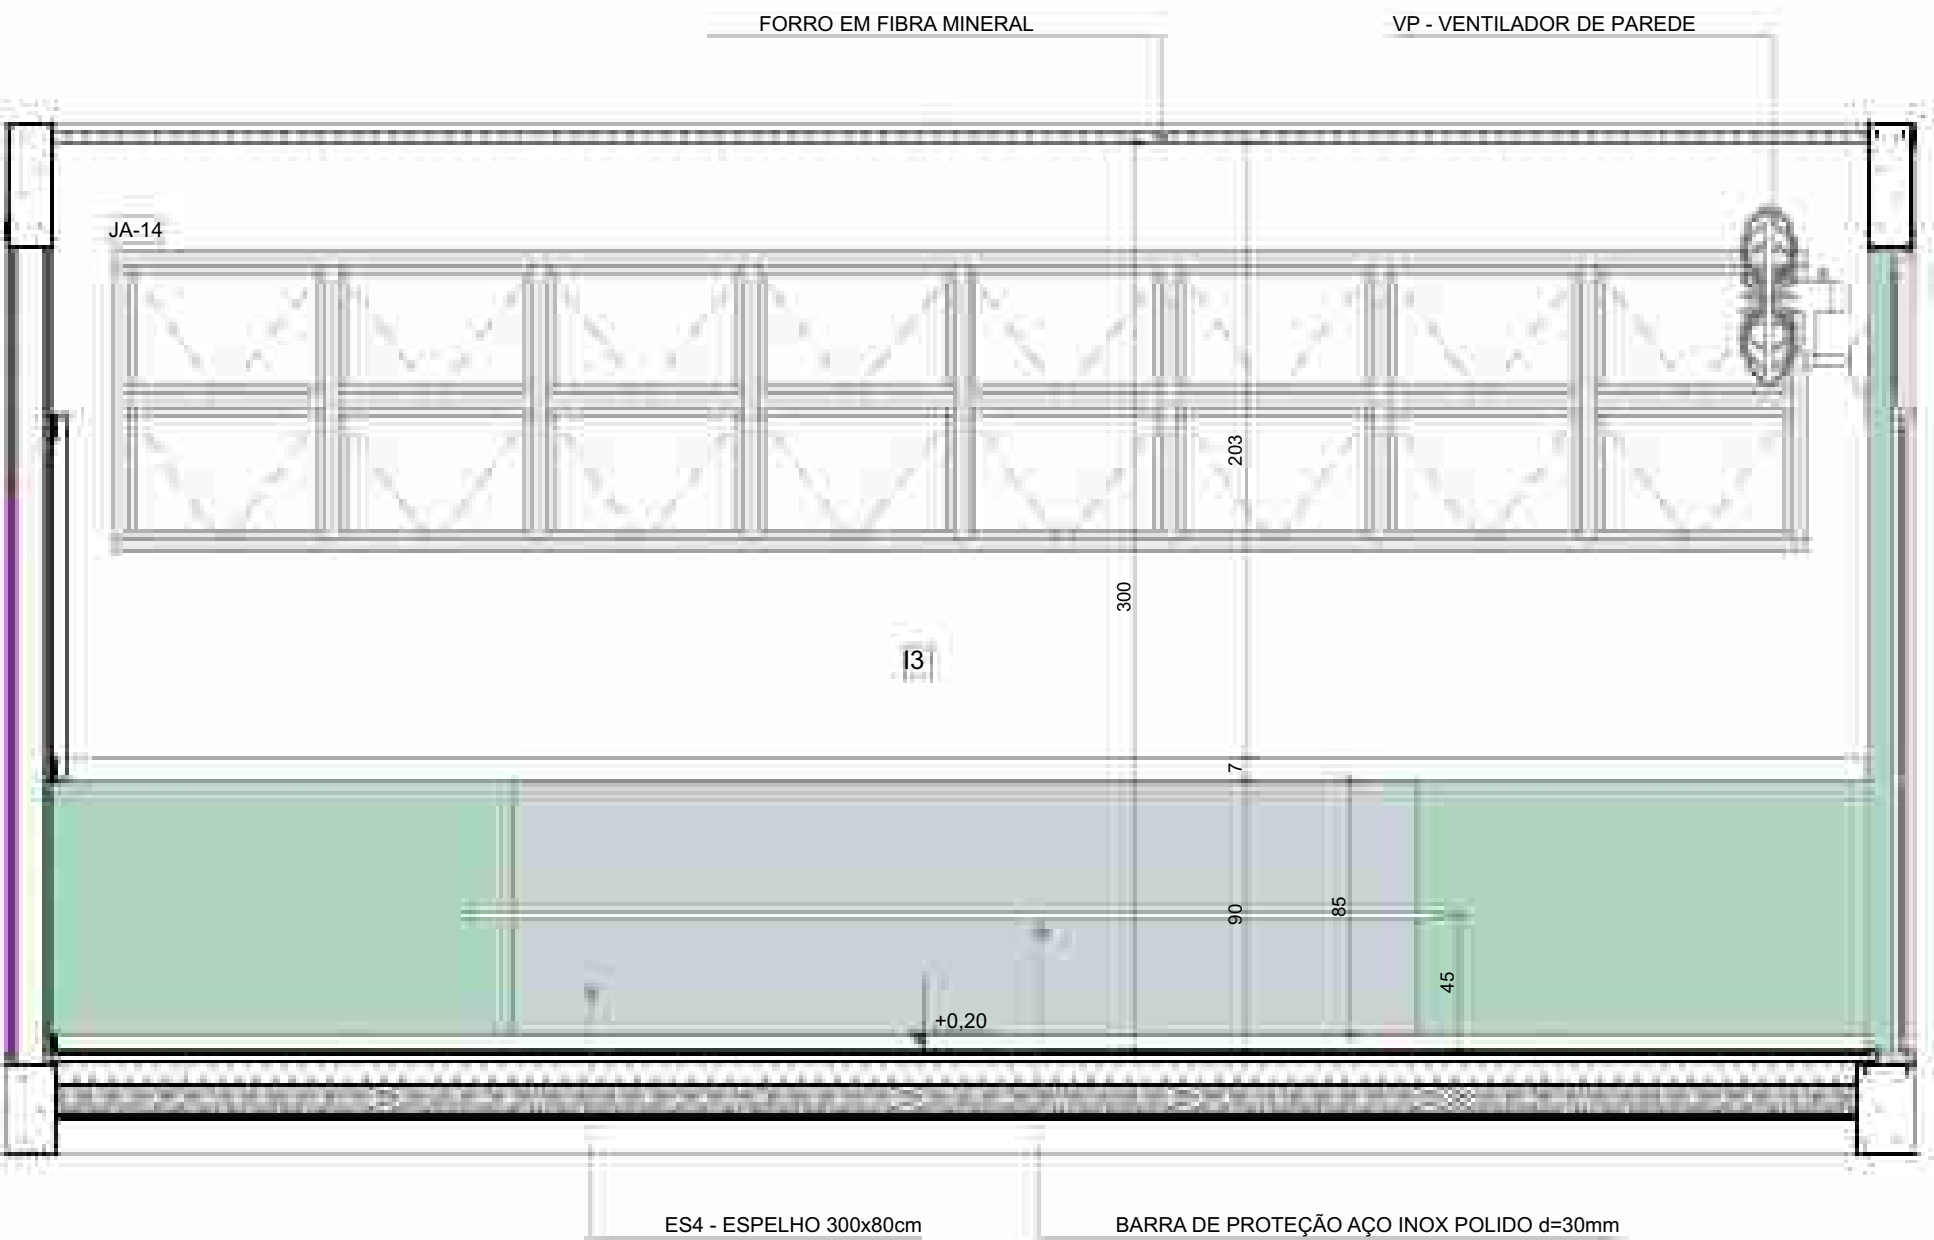 FORRO EM FIBRA MINERAL
VP - VENTILADOR DE PAREDE
JA-14
203
300
I3
7
90
85
45
+0,20
ES4 - ESPELHO 300x80cm
BARRA DE PROTEÇÃO AÇO INOX POLIDO d=30mm